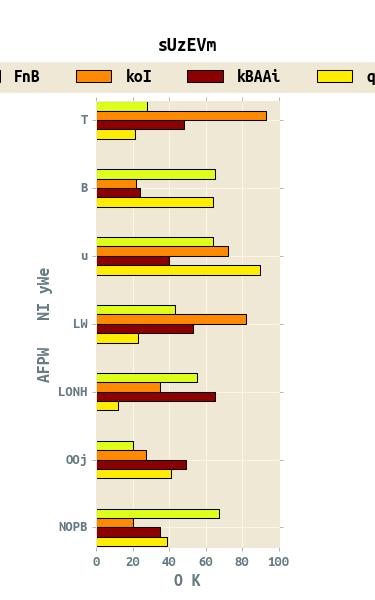 sUzEVm
FnB koI kBAAi q
T
B
u
LW
LONH
OOj
NOPB
AFPW NI yWe
0 20 40 60 80 100
O K